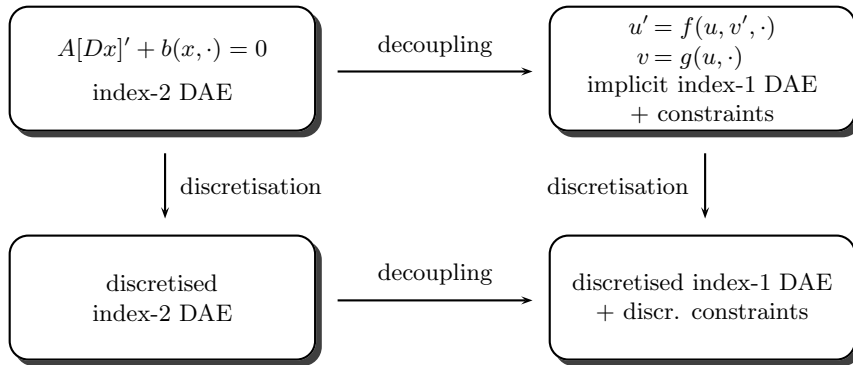 A[Dx]′ + b(x, ·) = 0
index-2 DAE
decoupling
u′ = f(u, v′, ·)
v = g(u, ·)
implicit index-1 DAE
+ constraints
discretisation
discretisation
discretised
index-2 DAE
decoupling
discretised index-1 DAE
+ discr. constraints